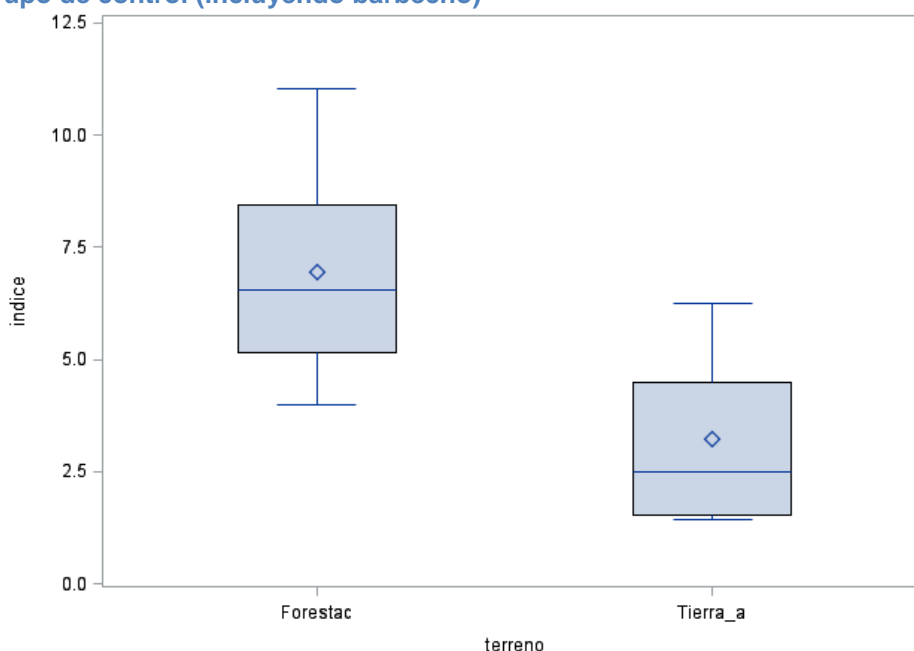 de control (incluyendo barbecho)
12.5
10.0
7.5
5.0
2.5
0.0
indice
Forestac
Tierra_a
terreno